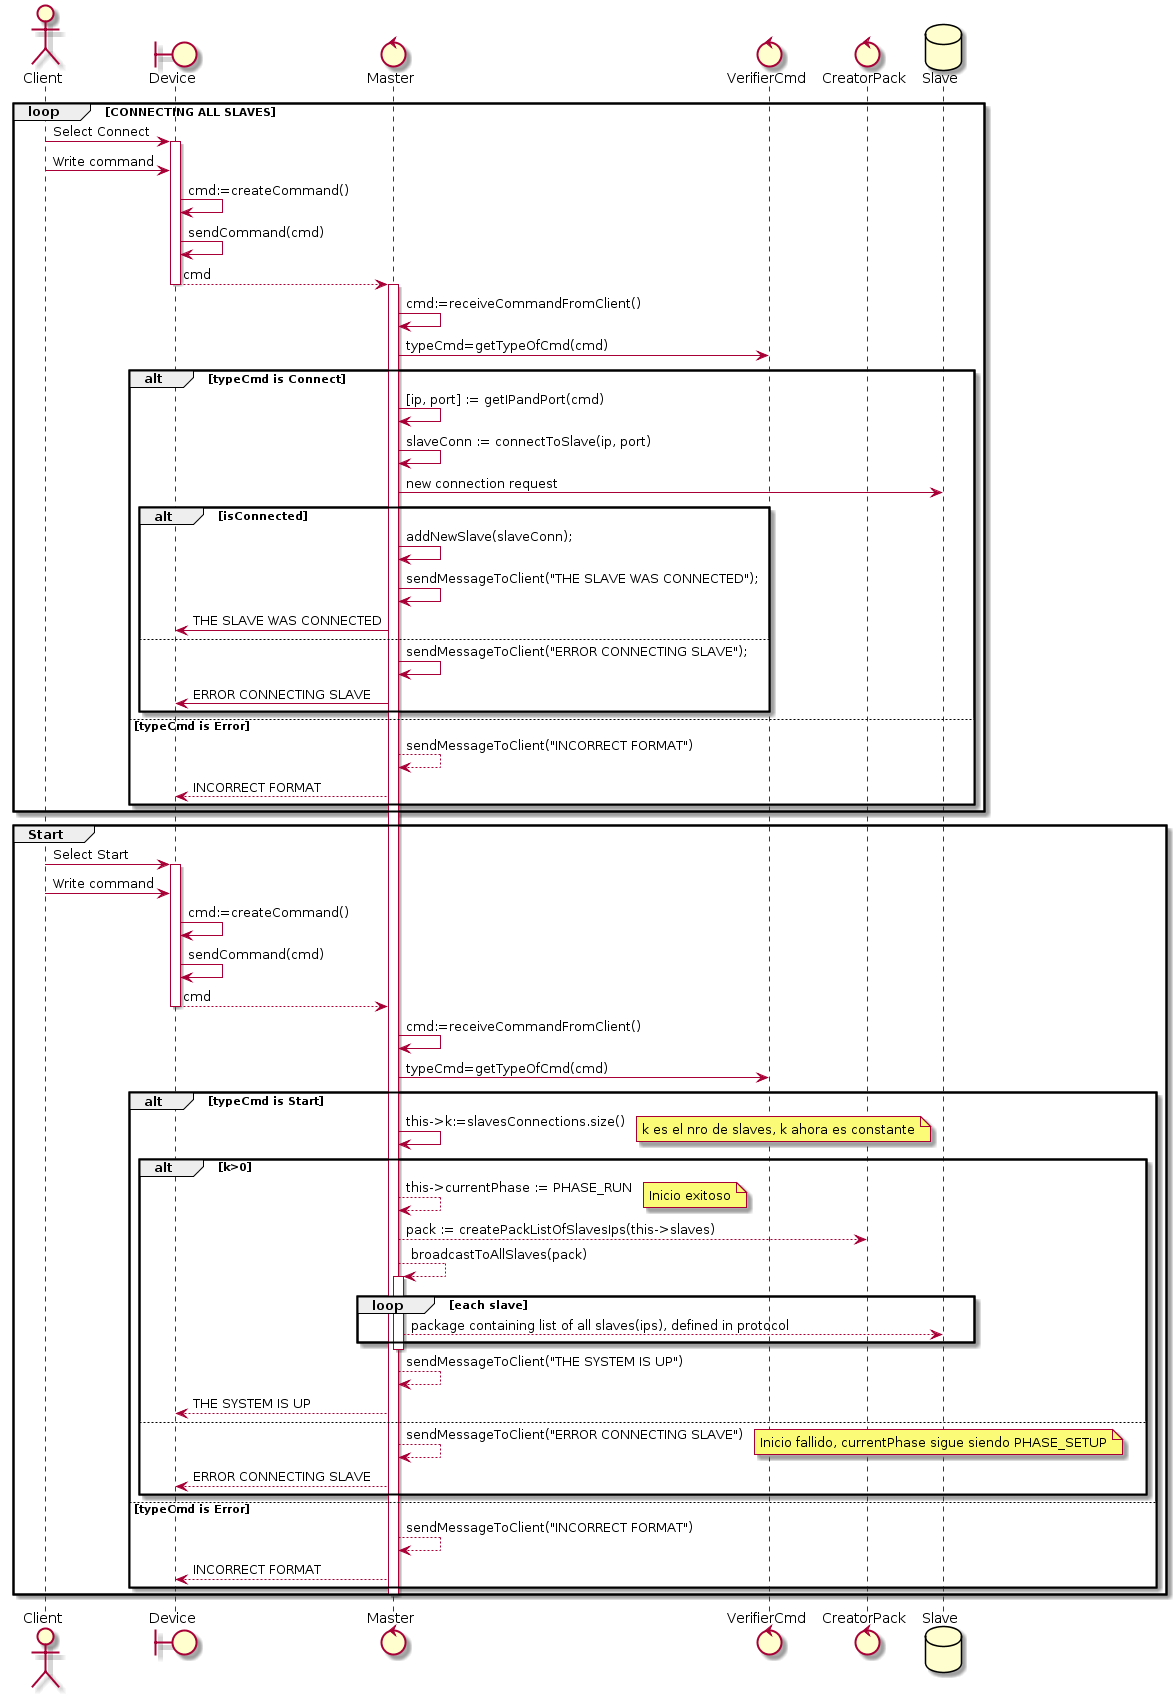 Client
Device
Master
VerifierCmd
CreatorPack
Slave
loop [CONNECTING ALL SLAVES]
Select Connect
Write command
cmd:=createCommand()
sendCommand(cmd)
cmd
cmd:=receiveCommandFromClient()
typeCmd=getTypeOfCmd(cmd)
alt [typeCmd is Connect]
[ip, port] := getIPandPort(cmd)
slaveConn := connectToSlave(ip, port)
new connection request
alt [isConnected]
addNewSlave(slaveConn);
sendMessageToClient("THE SLAVE WAS CONNECTED");
THE SLAVE WAS CONNECTED
sendMessageToClient("ERROR CONNECTING SLAVE");
ERROR CONNECTING SLAVE
[typeCmd is Error]
sendMessageToClient("INCORRECT FORMAT")
INCORRECT FORMAT
Start
Select Start
Write command
cmd:=createCommand()
sendCommand(cmd)
cmd
cmd:=receiveCommandFromClient()
typeCmd=getTypeOfCmd(cmd)
alt [typeCmd is Start]
this->k:=slavesConnections.size()
k es el nro de slaves, k ahora es constante
alt [k>0]
this->currentPhase := PHASE_RUN
Inicio exitoso
pack := createPackListOfSlavesIps(this->slaves)
broadcastToAllSlaves(pack)
loop [each slave]
package containing list of all slaves(ips), defined in protocol
sendMessageToClient("THE SYSTEM IS UP")
THE SYSTEM IS UP
sendMessageToClient("ERROR CONNECTING SLAVE")
Inicio fallido, currentPhase sigue siendo PHASE_SETUP
ERROR CONNECTING SLAVE
[typeCmd is Error]
sendMessageToClient("INCORRECT FORMAT")
INCORRECT FORMAT
Client
Device
Master
VerifierCmd
CreatorPack
Slave